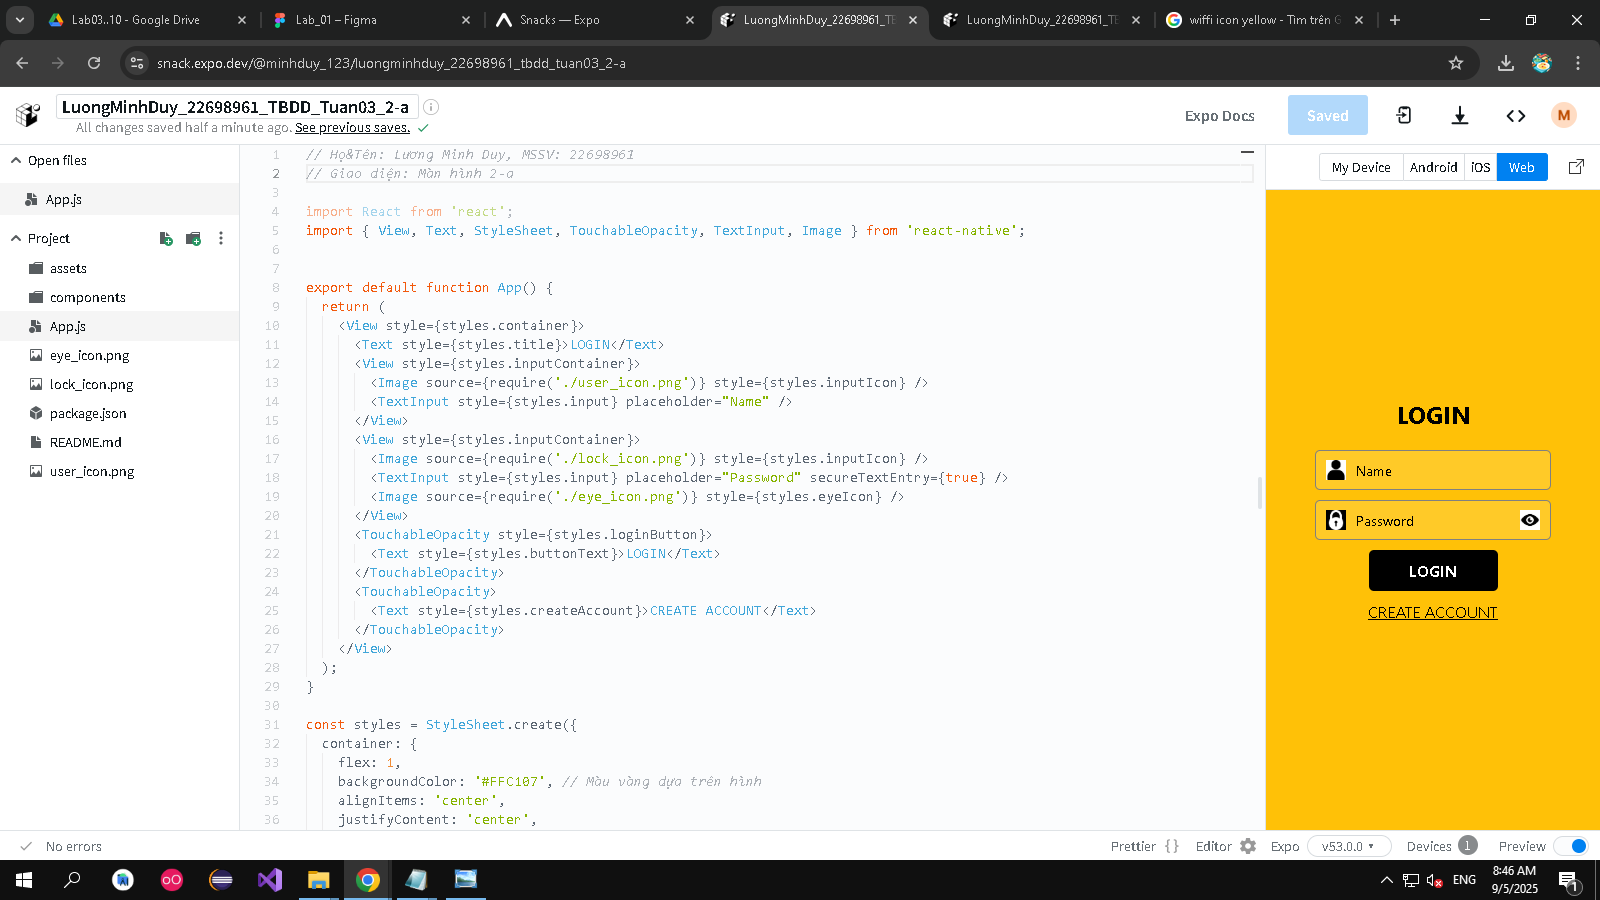 Lab03..10 - Google Drive
Lab_01 – Figma
Snacks — Expo
LuongMinhDuy_22698961_TB
LuongMinhDuy_22698961_TB
wiffi icon yellow - Tìm trên G
snack.expo.dev/@minhduy_123/luongminhduy_22698961_tbdd_tuan03_2-a
LuongMinhDuy_22698961_TBDD_Tuan03_2-a
All changes saved half a minute ago. See previous saves.
Expo Docs
Saved
M
Open files
App.js
Project
assets
components
App.js
eye_icon.png
lock_icon.png
package.json
README.md
user_icon.png
1 // Họ&Tên: Lương Minh Duy, MSSV: 22698961
2 // Giao diện: Màn hình 2-a
3
4 import React from 'react';
5 import { View, Text, StyleSheet, TouchableOpacity, TextInput, Image } from 'react-native';
6
7
8 export default function App() {
9 return (
10 <View style={styles.container}>
11 <Text style={styles.title}>LOGIN</Text>
12 <View style={styles.inputContainer}>
13 <Image source={require('./user_icon.png')} style={styles.inputIcon} />
14 <TextInput style={styles.input} placeholder="Name" />
15 </View>
16 <View style={styles.inputContainer}>
17 <Image source={require('./lock_icon.png')} style={styles.inputIcon} />
18 <TextInput style={styles.input} placeholder="Password" secureTextEntry={true} />
19 <Image source={require('./eye_icon.png')} style={styles.eyeIcon} />
20 </View>
21 <TouchableOpacity style={styles.loginButton}>
22 <Text style={styles.buttonText}>LOGIN</Text>
23 </TouchableOpacity>
24 <TouchableOpacity>
25 <Text style={styles.createAccount}>CREATE ACCOUNT</Text>
26 </TouchableOpacity>
27 </View>
28 );
29 }
30
31 const styles = StyleSheet.create({
32 container: {
33 flex: 1,
34 backgroundColor: '#FFC107', // Màu vàng dựa trên hình
35 alignItems: 'center',
36 justifyContent: 'center',
My Device
Android
iOS
Web
LOGIN
Name
Password
LOGIN
CREATE ACCOUNT
No errors
Prettier { }
Editor
Expo
v53.0.0
Devices 1
Preview
ENG
8:46 AM
9/5/2025
1